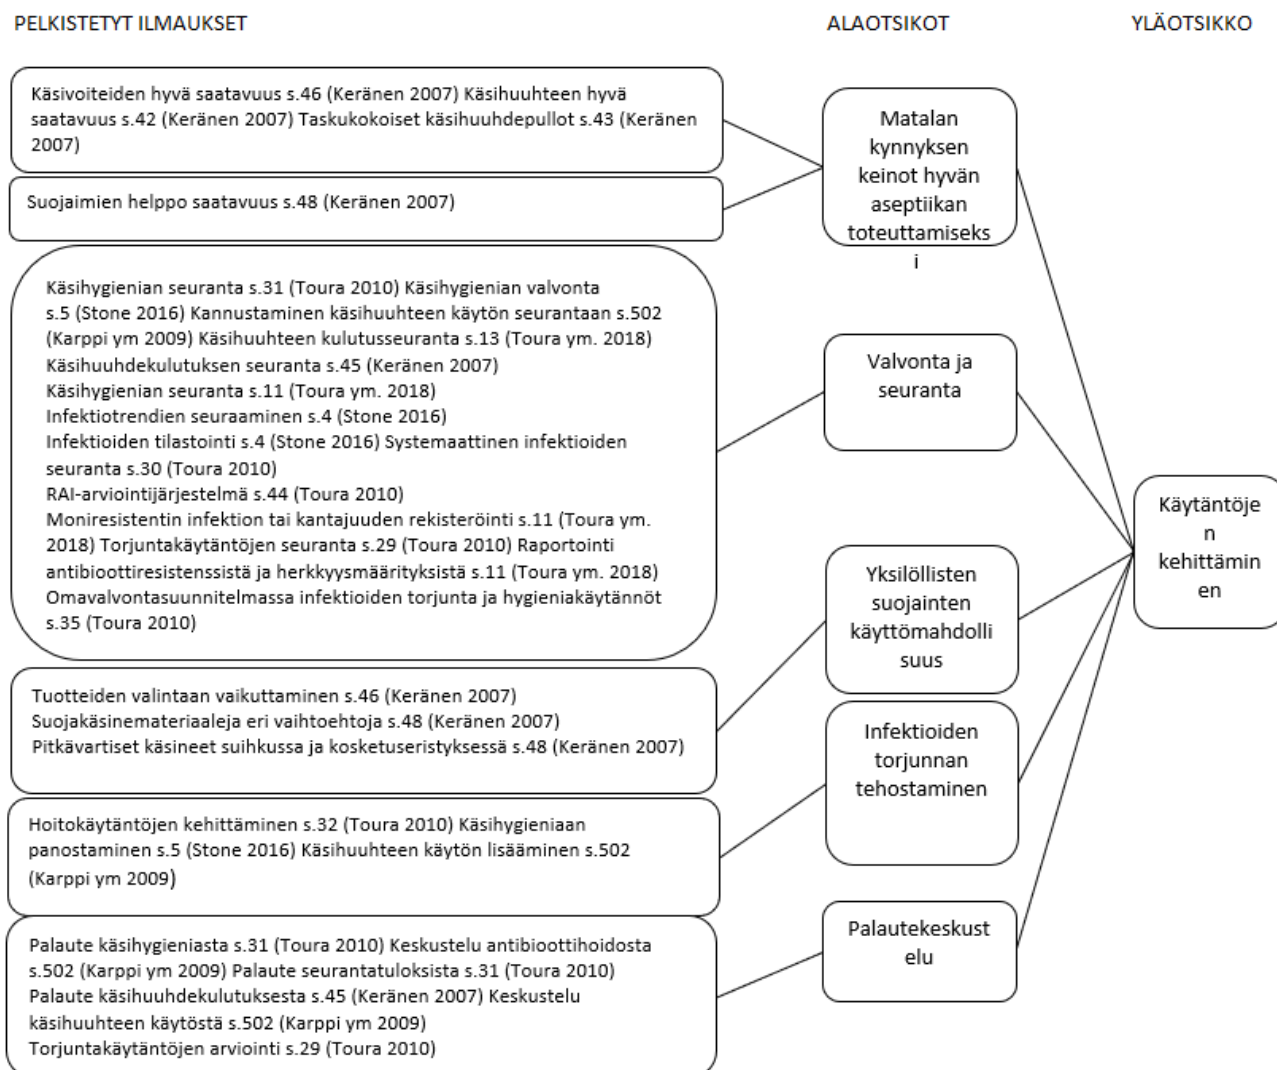 PELKISTETYT ILMAUKSET
ALAOTSIKOT
YLÄOTSIKKO
Käsivoiteiden hyvä saatavuus s.46 (Keränen 2007) Käsihuuhteen hyvä
saatavuus s.42 (Keränen 2007) Taskukokoiset käsihuuhdepullot s.43 (Keränen
2007)
Suojaimien helppo saatavuus s.48 (Keränen 2007)
Matalan
kynnyksen
keinot hyvän
aseptiikan
toteuttamiseks
i
Käsihygienian seuranta s.31 (Toura 2010) Käsihygienian valvonta
s.5 (Stone 2016) Kannustaminen käsihuuhteen käytön seurantaan s.502
(Karppi ym 2009) Käsihuuhteen kulutusseuranta s.13 (Toura ym. 2018)
Käsihuuhdekulutuksen seuranta s.45 (Keränen 2007)
Käsihygienian seuranta s.11 (Toura ym. 2018)
Infektiotrendien seuraaminen s.4 (Stone 2016)
Infektioiden tilastointi s.4 (Stone 2016) Systemaattinen infektioiden
seuranta s.30 (Toura 2010)
RAI-arviointijärjestelmä s.44 (Toura 2010)
Moniresistentin infektion tai kantajuuden rekisteröinti s.11 (Toura ym.
2018) Torjuntakäytäntöjen seuranta s.29 (Toura 2010) Raportointi
antibioottiresistenssistä ja herkkyysmäärityksistä s.11 (Toura ym. 2018)
Omavalvontasuunnitelmassa infektioiden torjunta ja hygieniakäytännöt
s.35 (Toura 2010)
Valvonta ja
seuranta
Tuotteiden valintaan vaikuttaminen s.46 (Keränen 2007)
Suojakäsinemateriaaleja eri vaihtoehtoja s.48 (Keränen 2007)
Pitkävartiset käsineet suihkussa ja kosketuseristyksessä s.48 (Keränen 2007)
Yksilöllisten
suojainten
käyttömahdolli
suus
Hoitokäytäntöjen kehittäminen s.32 (Toura 2010) Käsihygieniaan
panostaminen s.5 (Stone 2016) Käsihuuhteen käytön lisääminen s.502
(Karppi ym 2009)
Infektioiden
torjunnan
tehostaminen
Palaute käsihygieniasta s.31 (Toura 2010) Keskustelu antibioottihoidosta
s.502 (Karppi ym 2009) Palaute seurantatuloksista s.31 (Toura 2010)
Palaute käsihuuhdekulutuksesta s.45 (Keränen 2007) Keskustelu
käsihuuhteen käytöstä s.502 (Karppi ym 2009)
Torjuntakäytäntöjen arviointi s.29 (Toura 2010)
Palautekeskust
elu
Käytäntöje
n
kehittämin
en